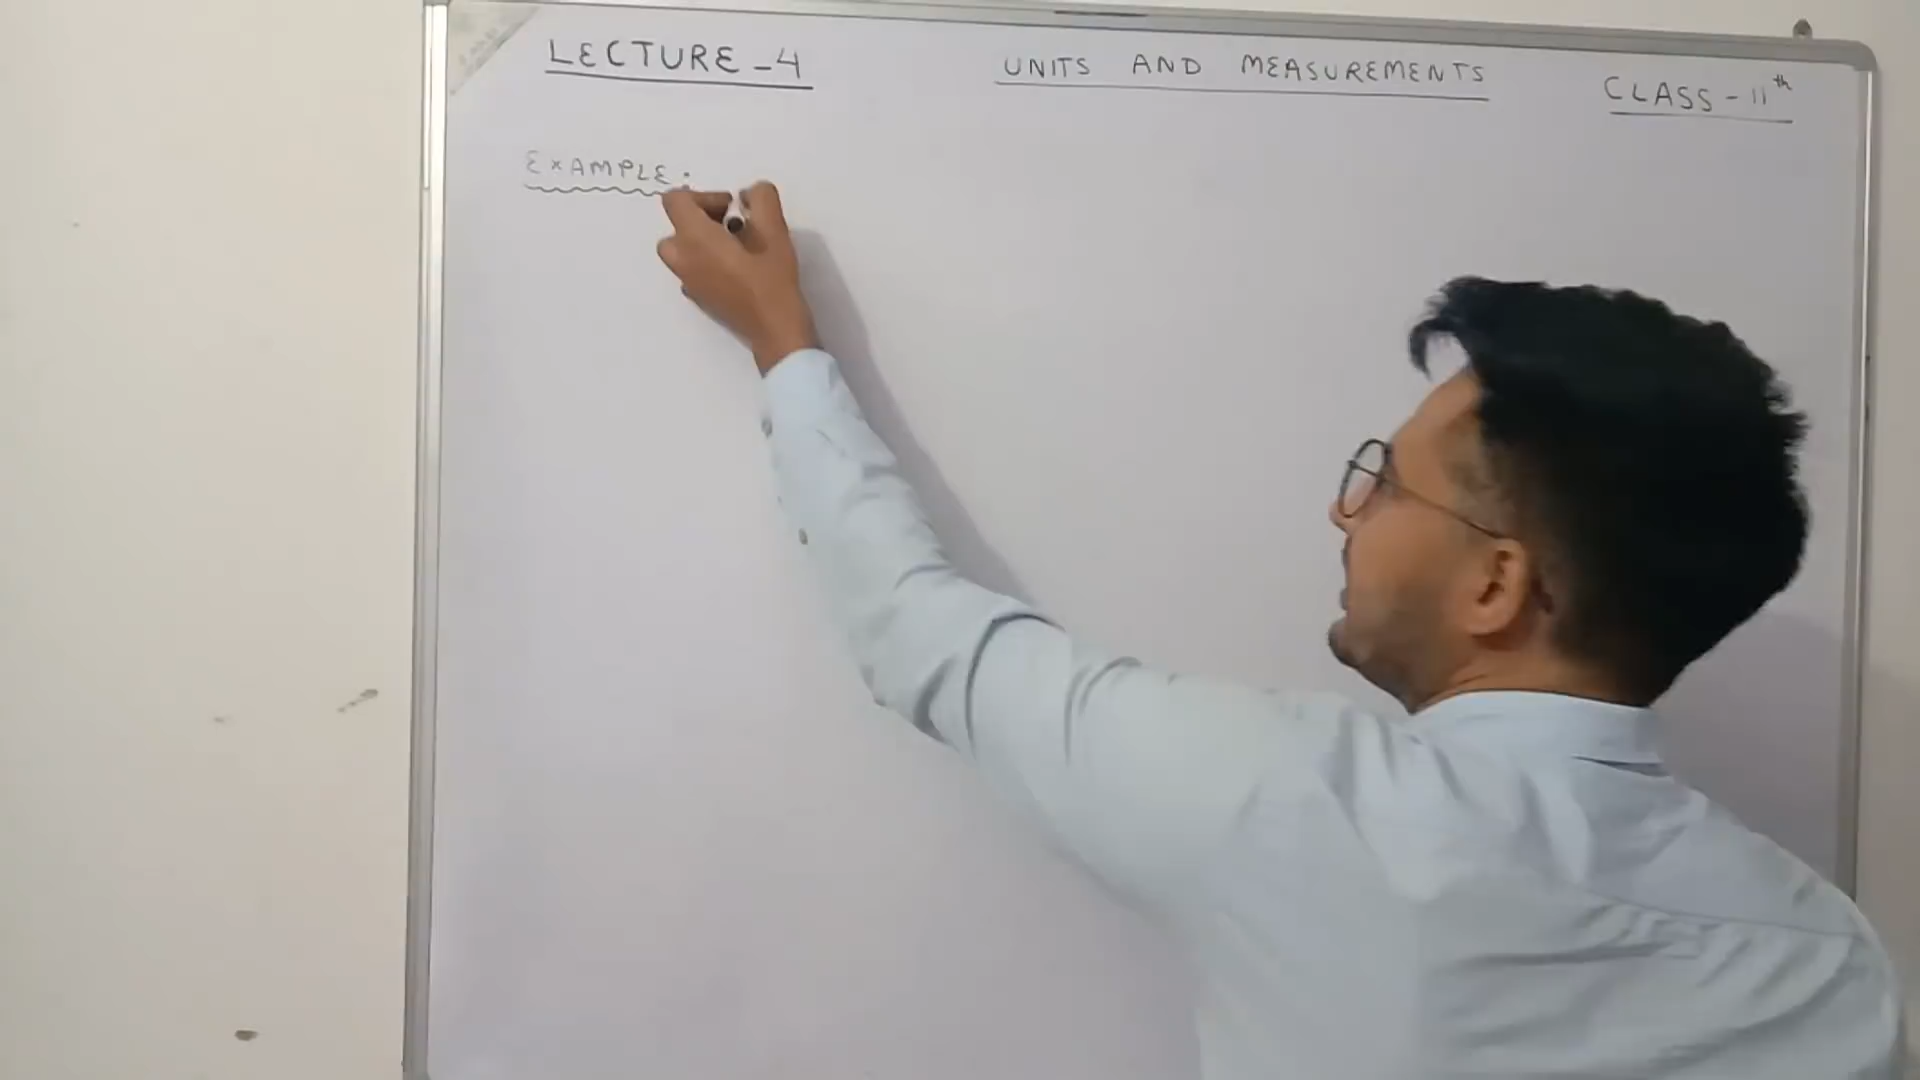 LECTURE - 4 UNITS AND MEASUREMENTS CLASS - 11th
EXAMPLE: